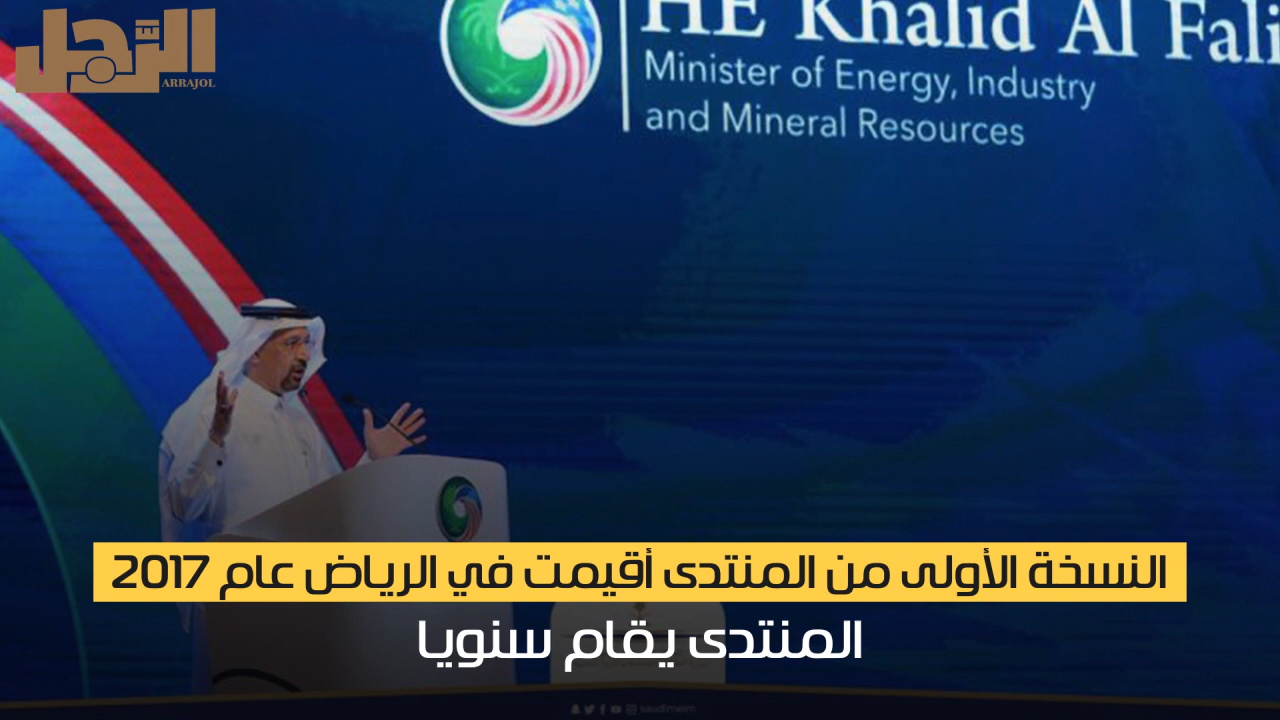 الرجل
ARRAJOL
HE Khalid Al Fali
Minister of Energy, Industry
and Mineral Resources
النسخة الأولى من المنتدى أقيمت في الرياض عام 2017
المنتدى يقام سنويا
saudimeim